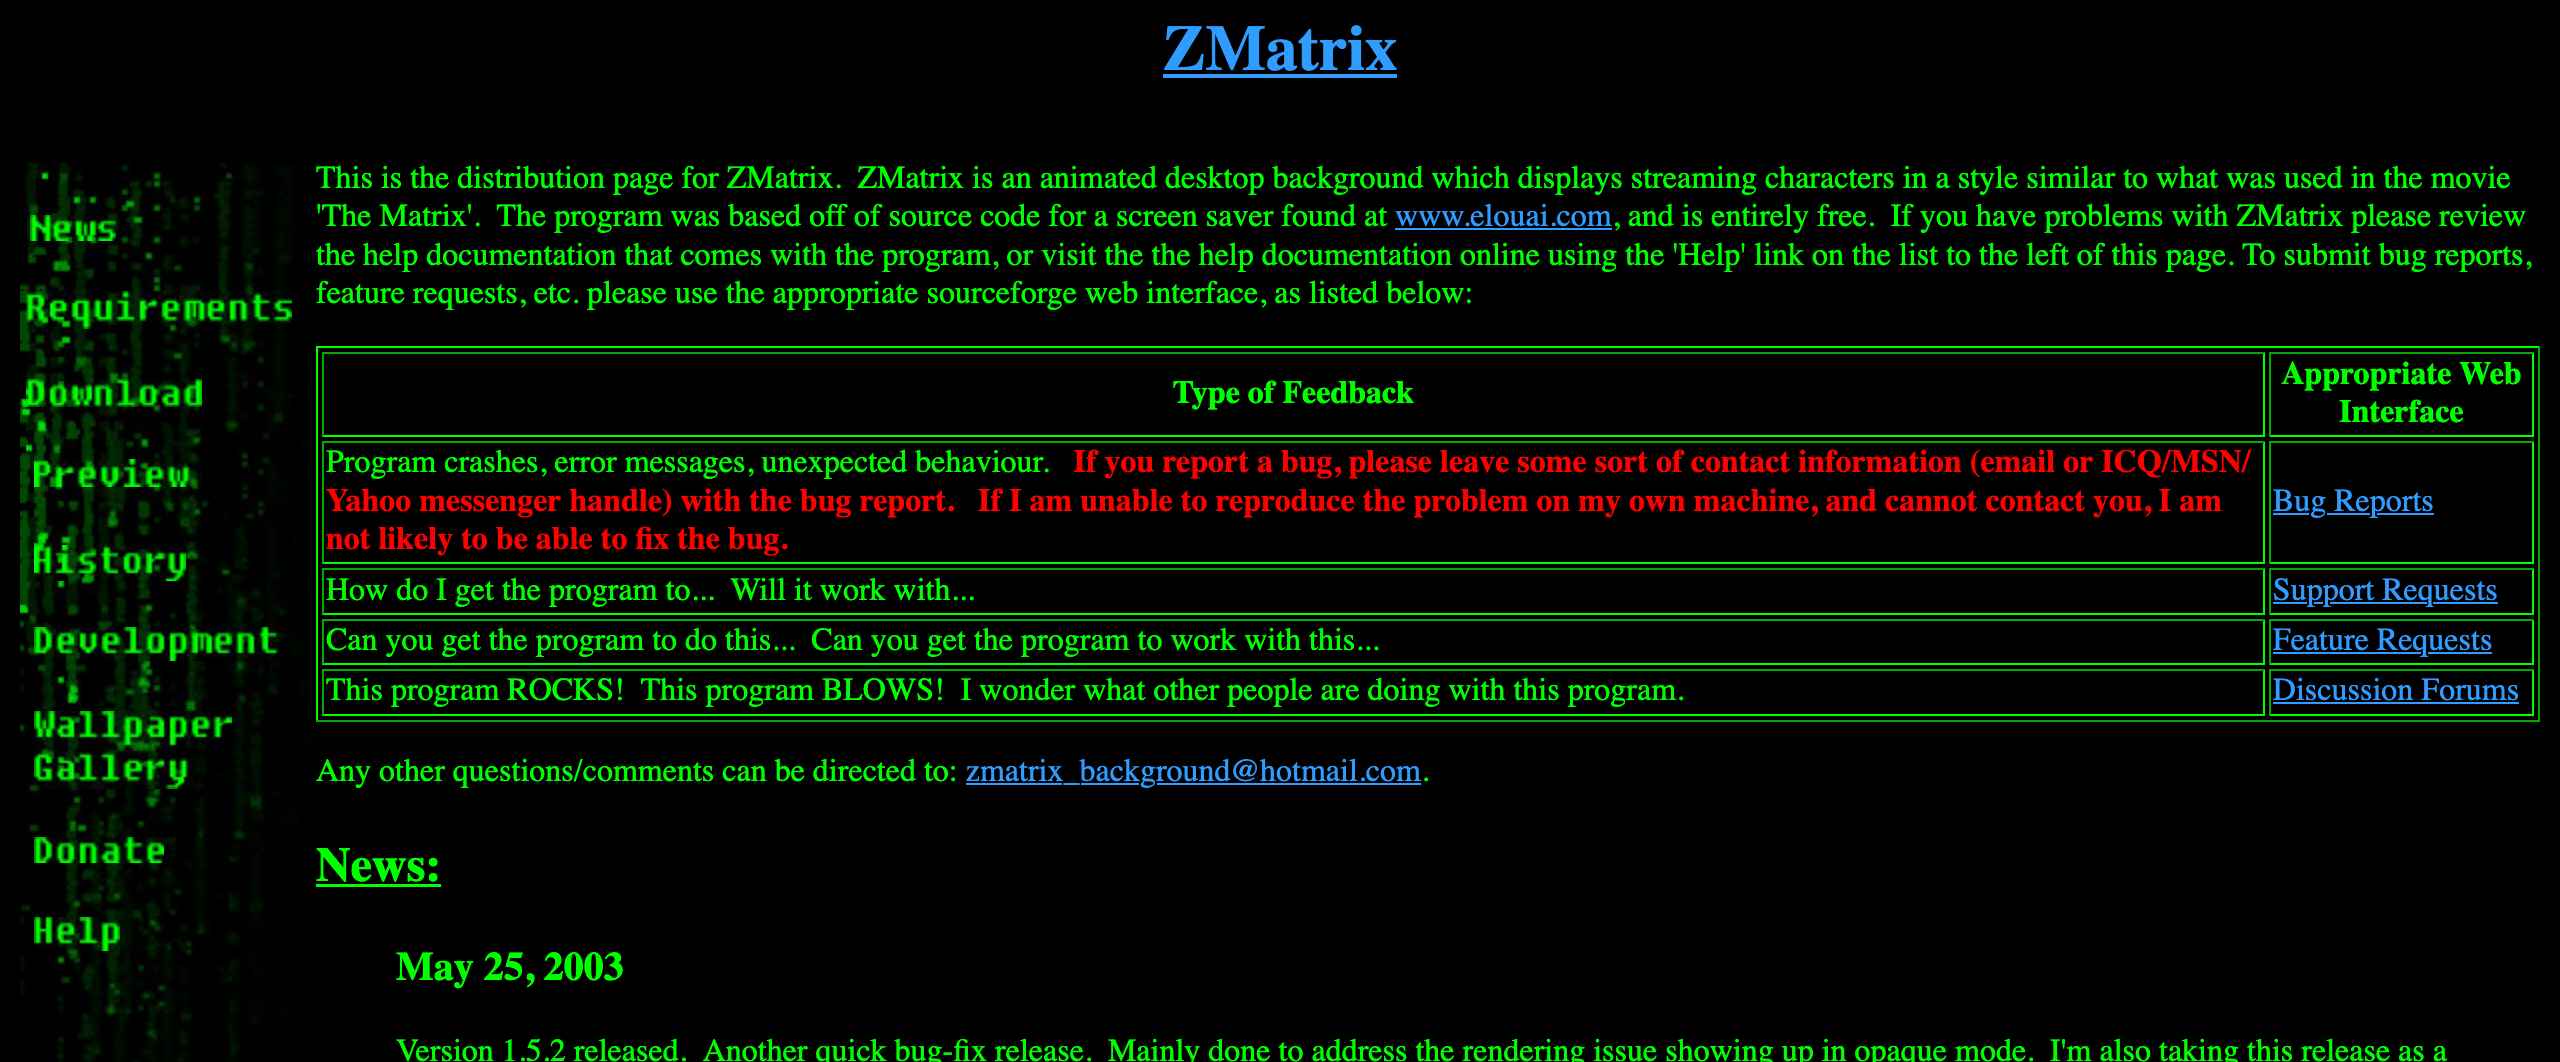 ZMatrix
News
Requirements
Download
Preview
History
Development
Wallpaper
Gallery
Donate
Help
This is the distribution page for ZMatrix.  ZMatrix is an animated desktop background which displays streaming characters in a style similar to what was used in the movie
'The Matrix'.  The program was based off of source code for a screen saver found at www.elouai.com, and is entirely free.  If you have problems with ZMatrix please review
the help documentation that comes with the program, or visit the the help documentation online using the 'Help' link on the list to the left of this page. To submit bug reports,
feature requests, etc. please use the appropriate sourceforge web interface, as listed below:
Type of Feedback
Appropriate Web
Interface
Program crashes, error messages, unexpected behaviour.   If you report a bug, please leave some sort of contact information (email or ICQ/MSN/
Yahoo messenger handle) with the bug report.   If I am unable to reproduce the problem on my own machine, and cannot contact you, I am
not likely to be able to fix the bug.
Bug Reports
How do I get the program to...  Will it work with...
Support Requests
Can you get the program to do this...  Can you get the program to work with this...
Feature Requests
This program ROCKS!  This program BLOWS!  I wonder what other people are doing with this program.
Discussion Forums
Any other questions/comments can be directed to: zmatrix_background@hotmail.com.
News:
May 25, 2003
Version 1.5.2 released.  Another quick bug-fix release.  Mainly done to address the rendering issue showing up in opaque mode.  I'm also taking this release as a